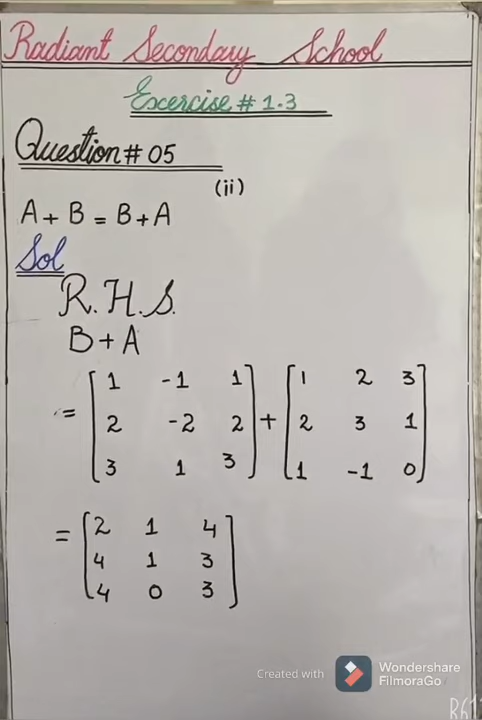 Radiant Secondary School
Excercise # 1.3
Question # 05
(ii)
A + B = B + A
Sol
R.H.S.
B + A
= [1 -1 1] + [1 2 3]
[2 -2 2] [2 3 1]
[3 1 3] [1 -1 0]
= [2 1 4]
[4 1 3]
[4 0 3]
Created with Wondershare
FilmoraGo